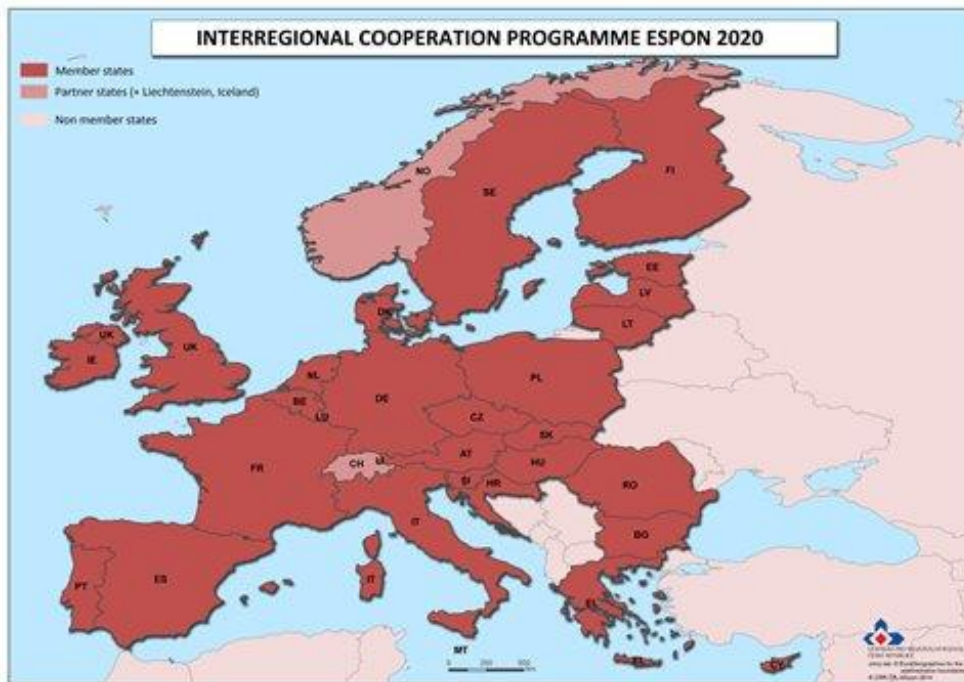 INTERREGIONAL COOPERATION PROGRAMME ESPON 2020
Member states
Partner states (+ Liechtenstein, Iceland)
Non member states
NO
SE
FI
EE
LV
LT
DK
UK
IE
UK
NL
BE
LU
DE
PL
CZ
SK
AT
HU
FR
CH
LI
SI
HR
RO
IT
BG
PT
ES
IT
EL
MT
CY